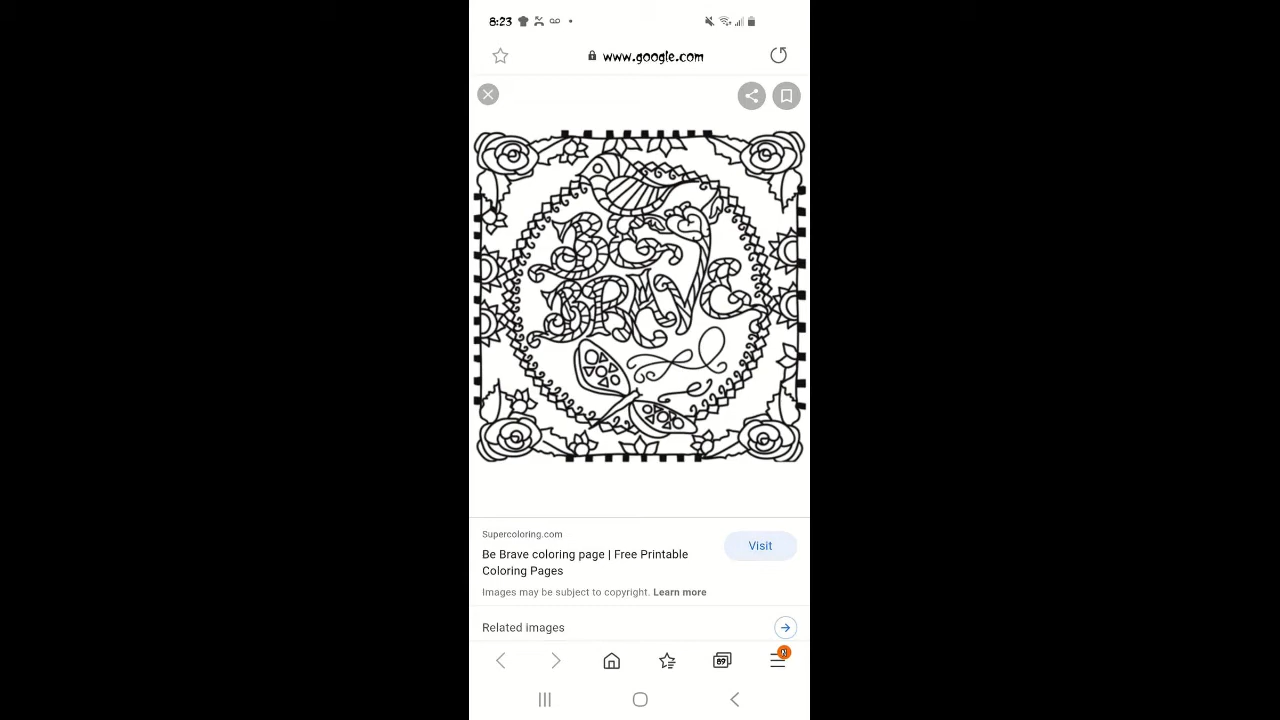 8:23
www.google.com
BE
BRAVE
Supercoloring.com
Be Brave coloring page | Free Printable
Coloring Pages
Visit
Images may be subject to copyright. Learn more
Related images
89
N